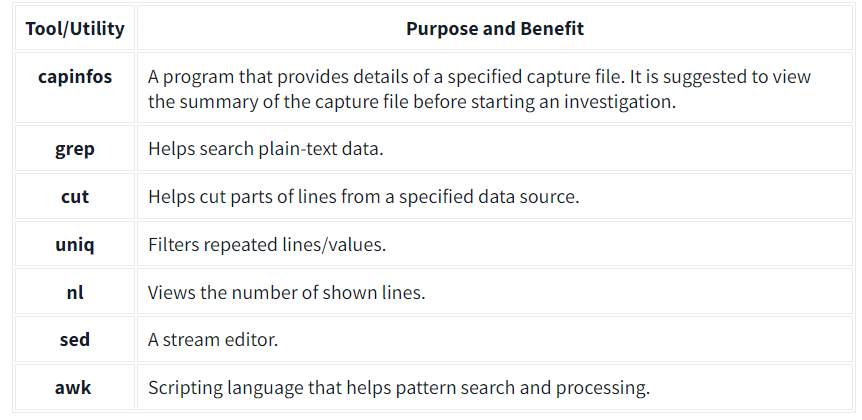 Tool/Utility Purpose and Benefit
capinfos A program that provides details of a specified capture file. It is suggested to view
the summary of the capture file before starting an investigation.
grep Helps search plain-text data.
cut Helps cut parts of lines from a specified data source.
uniq Filters repeated lines/values.
nl Views the number of shown lines.
sed A stream editor.
awk Scripting language that helps pattern search and processing.